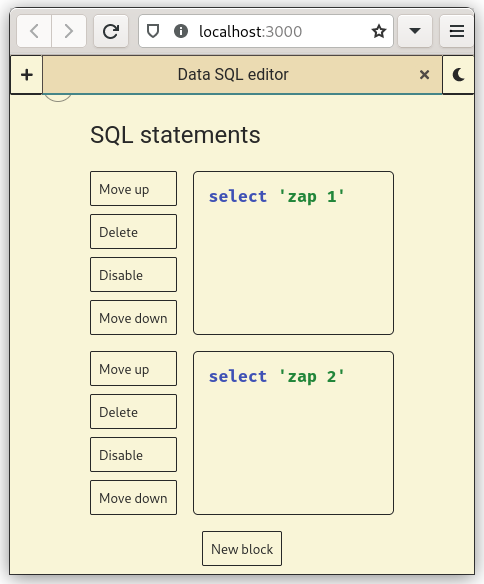 localhost:3000
+ Data SQL editor ×
SQL statements
Move up
select 'zap 1'
Delete
Disable
Move down
Move up
select 'zap 2'
Delete
Disable
Move down
New block